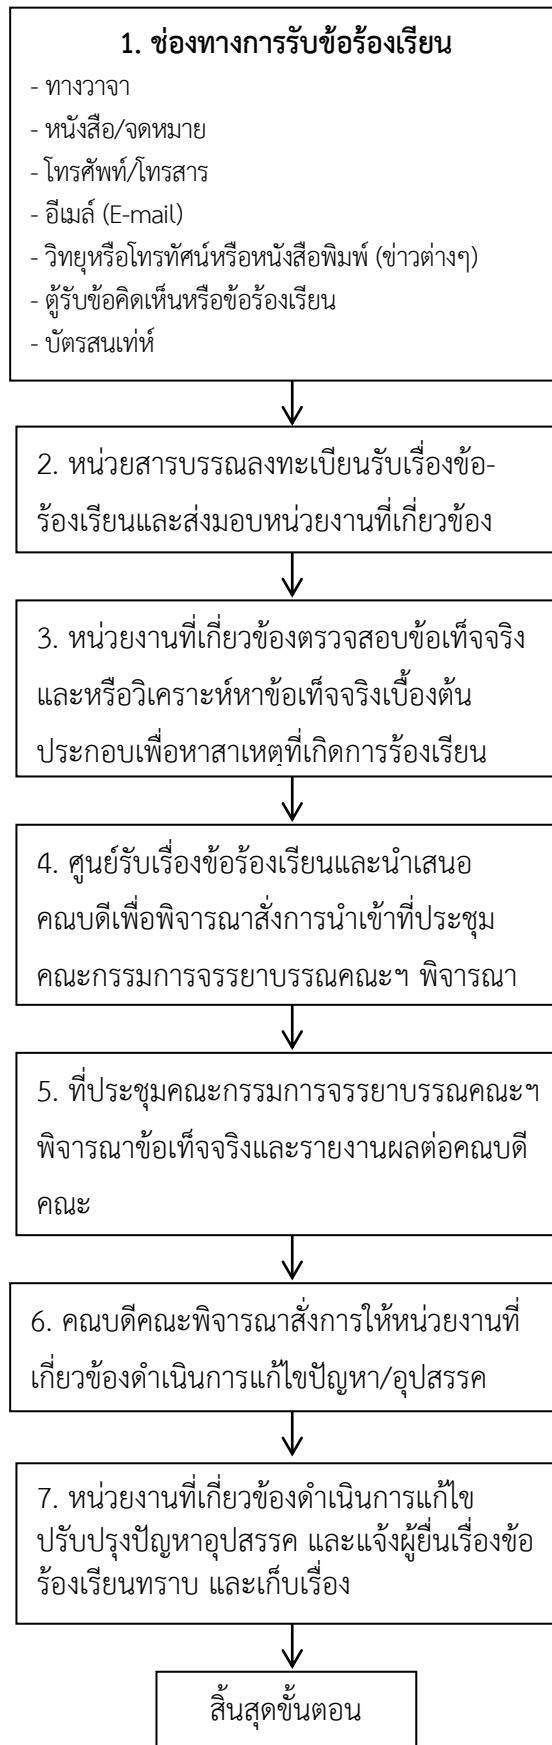 1. ช่องทางการรับข้อร้องเรียน
- ทางวาจา
- หนังสือ/จดหมาย
- โทรศัพท์/โทรสาร
- อีเมล์ (E-mail)
- วิทยุหรือโทรทัศน์หรือหนังสือพิมพ์ (ข่าวต่างๆ)
- ตู้รับข้อคิดเห็นหรือข้อร้องเรียน
- บัตรสนเท่ห์
2. หน่วยสารบรรณลงทะเบียนรับเรื่องข้อ-
ร้องเรียนและส่งมอบหน่วยงานที่เกี่ยวข้อง
3. หน่วยงานที่เกี่ยวข้องตรวจสอบข้อเท็จจริง
และหรือวิเคราะห์หาข้อเท็จจริงเบื้องต้น
ประกอบเพื่อหาสาเหตุที่เกิดการร้องเรียน
4. ศูนย์รับเรื่องข้อร้องเรียนและนำเสนอ
คณบดีเพื่อพิจารณาสั่งการนำเข้าที่ประชุม
คณะกรรมการจรรยาบรรณคณะฯ พิจารณา
5. ที่ประชุมคณะกรรมการจรรยาบรรณคณะฯ
พิจารณาข้อเท็จจริงและรายงานผลต่อคณบดี
คณะ
6. คณบดีคณะพิจารณาสั่งการให้หน่วยงานที่
เกี่ยวข้องดำเนินการแก้ไขปัญหา/อุปสรรค
7. หน่วยงานที่เกี่ยวข้องดำเนินการแก้ไข
ปรับปรุงปัญหาอุปสรรค และแจ้งผู้ยื่นเรื่องข้อ
ร้องเรียนทราบ และเก็บเรื่อง
สิ้นสุดขั้นตอน